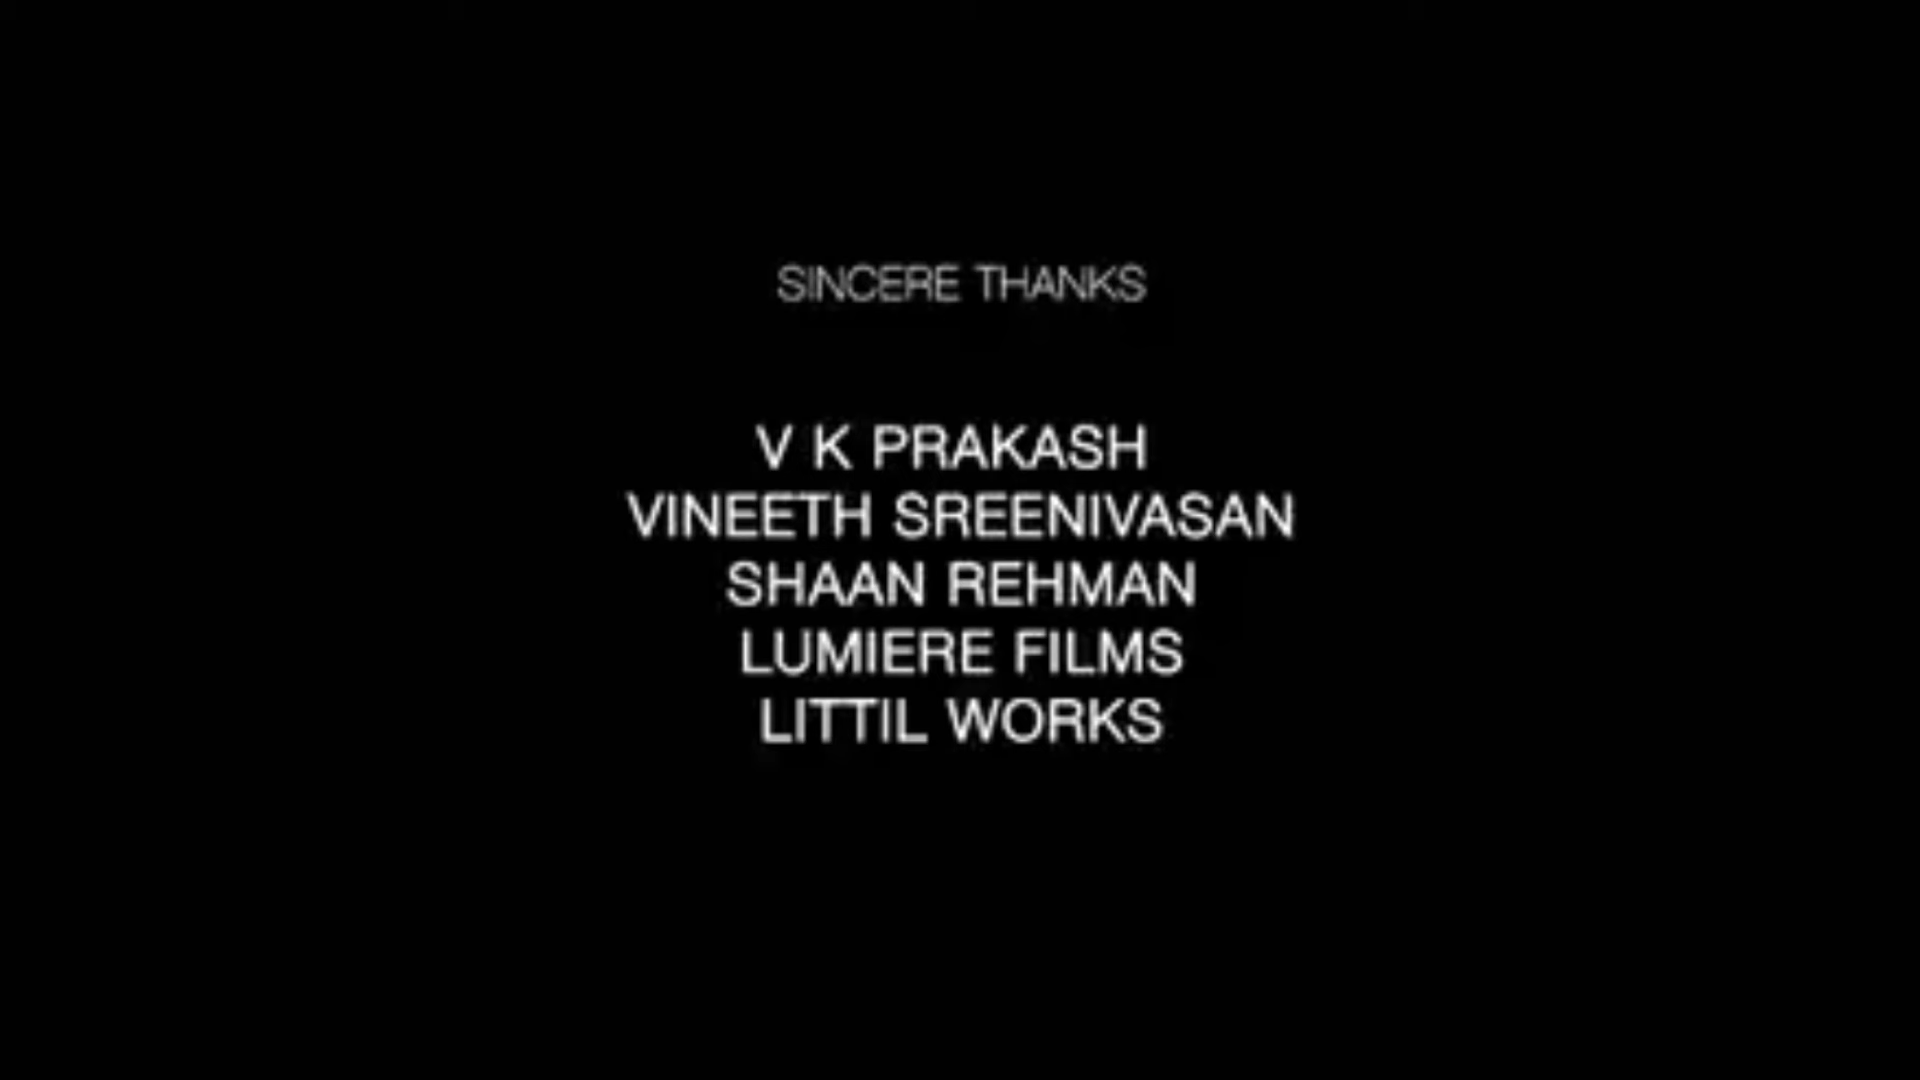 SINCERE THANKS
V K PRAKASH
VINEETH SREENIVASAN
SHAAN REHMAN
LUMIERE FILMS
LITTIL WORKS